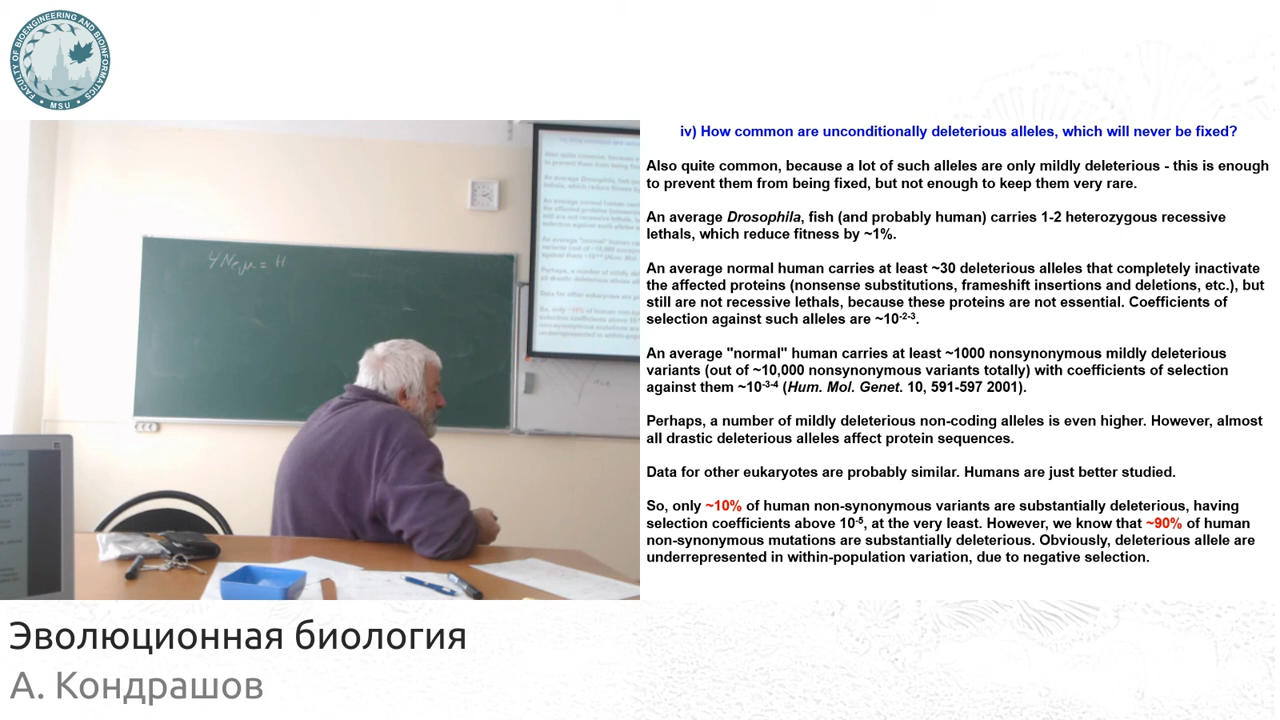 FACULTY OF BIOENGINEERING AND BIOINFORMATICS
MSU
4Neμ = H
iv) How common are unconditionally deleterious alleles, which will never be fixed?
Also quite common, because a lot of such alleles are only mildly deleterious - this is enough
to prevent them from being fixed, but not enough to keep them very rare.
An average Drosophila, fish (and probably human) carries 1-2 heterozygous recessive
lethals, which reduce fitness by ~1%.
An average normal human carries at least ~30 deleterious alleles that completely inactivate
the affected proteins (nonsense substitutions, frameshift insertions and deletions, etc.), but
still are not recessive lethals, because these proteins are not essential. Coefficients of
selection against such alleles are ~10-2-3.
An average "normal" human carries at least ~1000 nonsynonymous mildly deleterious
variants (out of ~10,000 nonsynonymous variants totally) with coefficients of selection
against them ~10-3-4 (Hum. Mol. Genet. 10, 591-597 2001).
Perhaps, a number of mildly deleterious non-coding alleles is even higher. However, almost
all drastic deleterious alleles affect protein sequences.
Data for other eukaryotes are probably similar. Humans are just better studied.
So, only ~10% of human non-synonymous variants are substantially deleterious, having
selection coefficients above 10-5, at the very least. However, we know that ~90% of human
non-synonymous mutations are substantially deleterious. Obviously, deleterious allele are
underrepresented in within-population variation, due to negative selection.
Эволюционная биология
А. Кондрашов